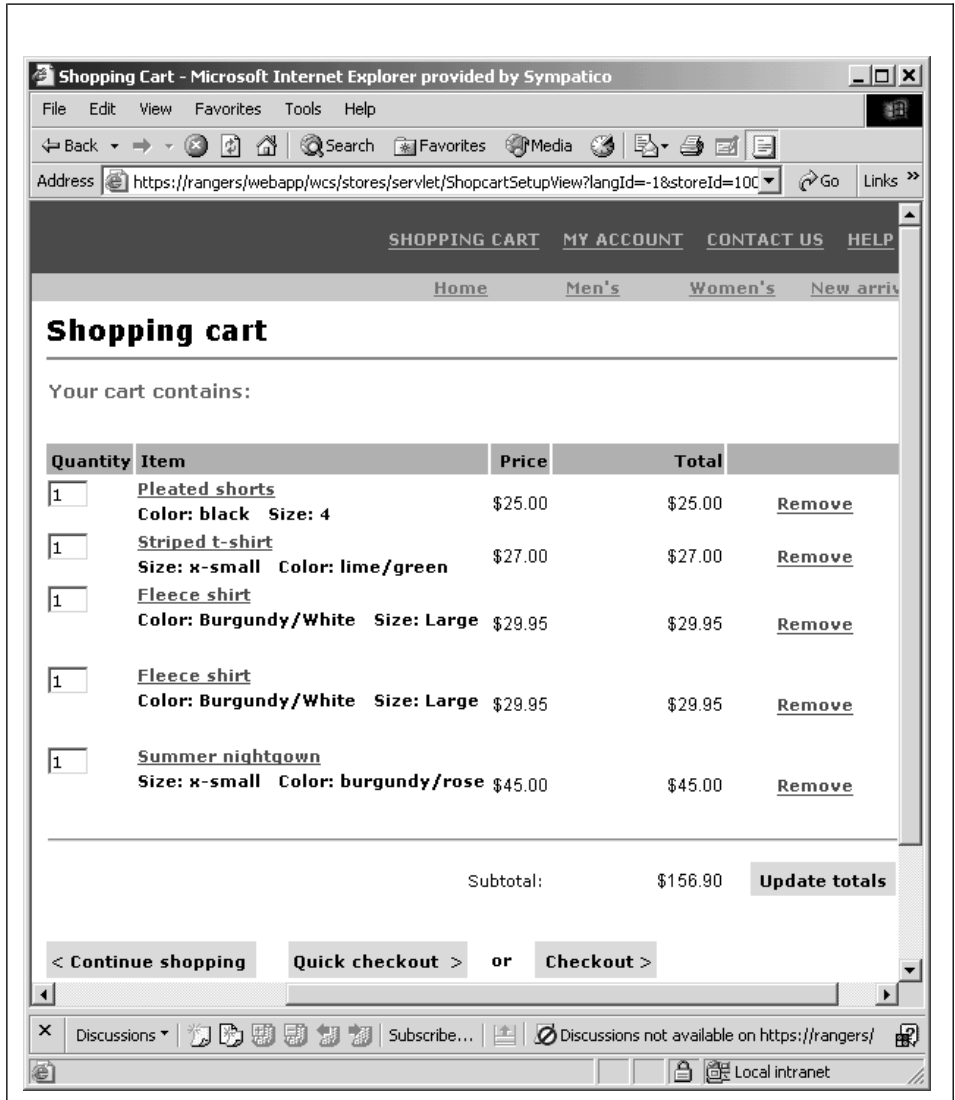 Shopping Cart - Microsoft Internet Explorer provided by Sympatico
File Edit View Favorites Tools Help
Back Search Favorites Media
Address https://rangers/webapp/wcs/stores/servlet/ShopcartSetupView?langId=-1&storeId=100 Go Links »
SHOPPING CART MY ACCOUNT CONTACT US HELP
Home Men's Women's New arriv
Shopping cart
Your cart contains:
Quantity Item Price Total
1 Pleated shorts
Color: black Size: 4 $25.00 $25.00 Remove
1 Striped t-shirt
Size: x-small Color: lime/green $27.00 $27.00 Remove
1 Fleece shirt
Color: Burgundy/White Size: Large $29.95 $29.95 Remove
1 Fleece shirt
Color: Burgundy/White Size: Large $29.95 $29.95 Remove
1 Summer nightgown
Size: x-small Color: burgundy/rose $45.00 $45.00 Remove
Subtotal: $156.90 Update totals
< Continue shopping Quick checkout > or Checkout >
Discussions Subscribe... Discussions not available on https://rangers/
Local intranet